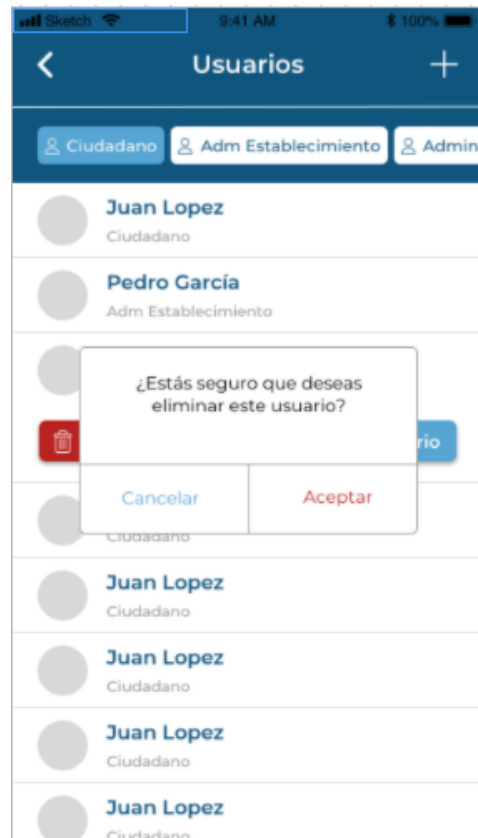 Sketch 9:41 AM 100%
Usuarios
Ciudadano Adm Establecimiento Admin
Juan Lopez
Ciudadano
Pedro García
Adm Establecimiento
¿Estás seguro que deseas
eliminar este usuario?
rio
Cancelar Aceptar
Ciudadano
Juan Lopez
Ciudadano
Juan Lopez
Ciudadano
Juan Lopez
Ciudadano
Juan Lopez
Ciudadano